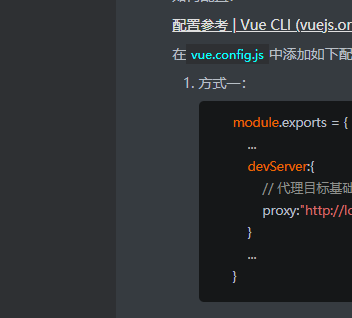 配置参考 | Vue CLI (vuejs.or
在 vue.config.js 中添加如下配
1. 方式一：
module.exports = {
...
devServer:{
// 代理目标基础
proxy:"http://lo
}
...
}